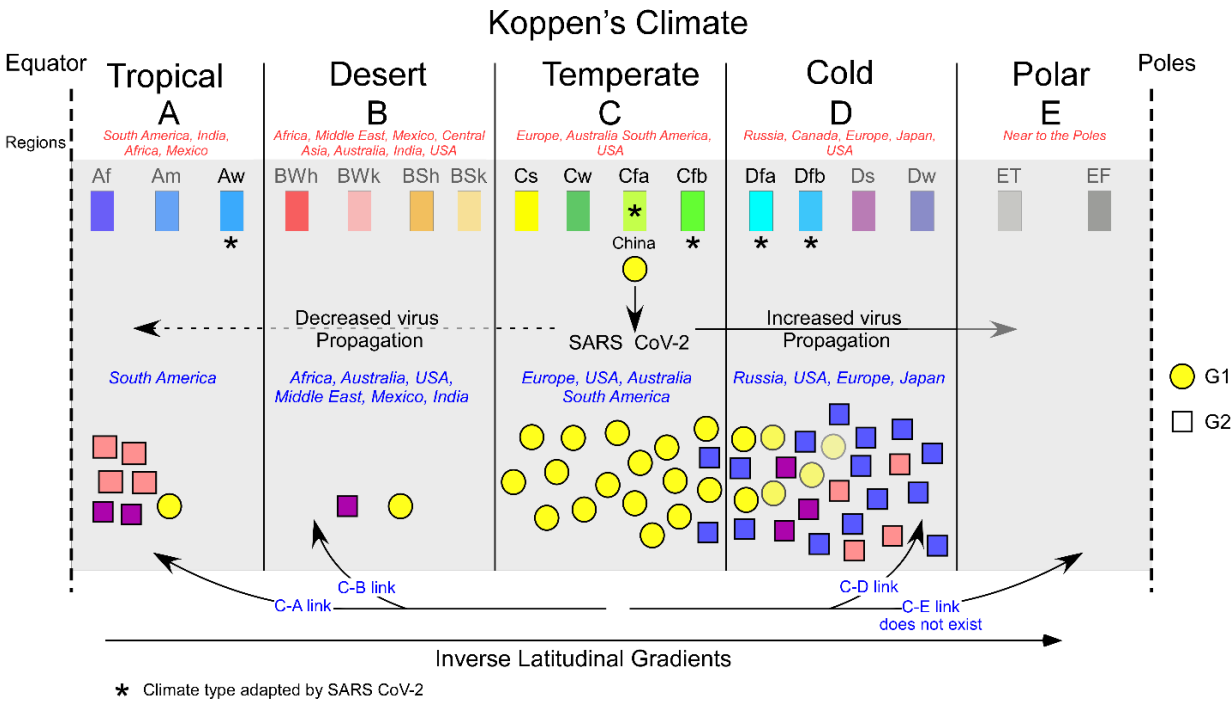 Koppen's Climate
Equator
Tropical
Desert
Temperate
Cold
Polar
Poles
A
B
C
D
E
Regions
South America, India,
Africa, Mexico
Africa, Middle East, Mexico, Central
Asia, Australia, India, USA
Europe, Australia South America,
USA
Russia, Canada, Europe, Japan,
USA
Near to the Poles
Af
Am
Aw
BWh
BWk
BSh
BSk
Cs
Cw
Cfa
Cfb
Dfa
Dfb
Ds
Dw
ET
EF
*
*
*
*
*
China
Decreased virus
Propagation
SARS CoV-2
Increased virus
Propagation
South America
Africa, Australia, USA,
Middle East, Mexico, India
Europe, USA, Australia
South America
Russia, USA, Europe, Japan
G1
G2
C-A link
C-B link
C-D link
C-E link
does not exist
Inverse Latitudinal Gradients
* Climate type adapted by SARS CoV-2